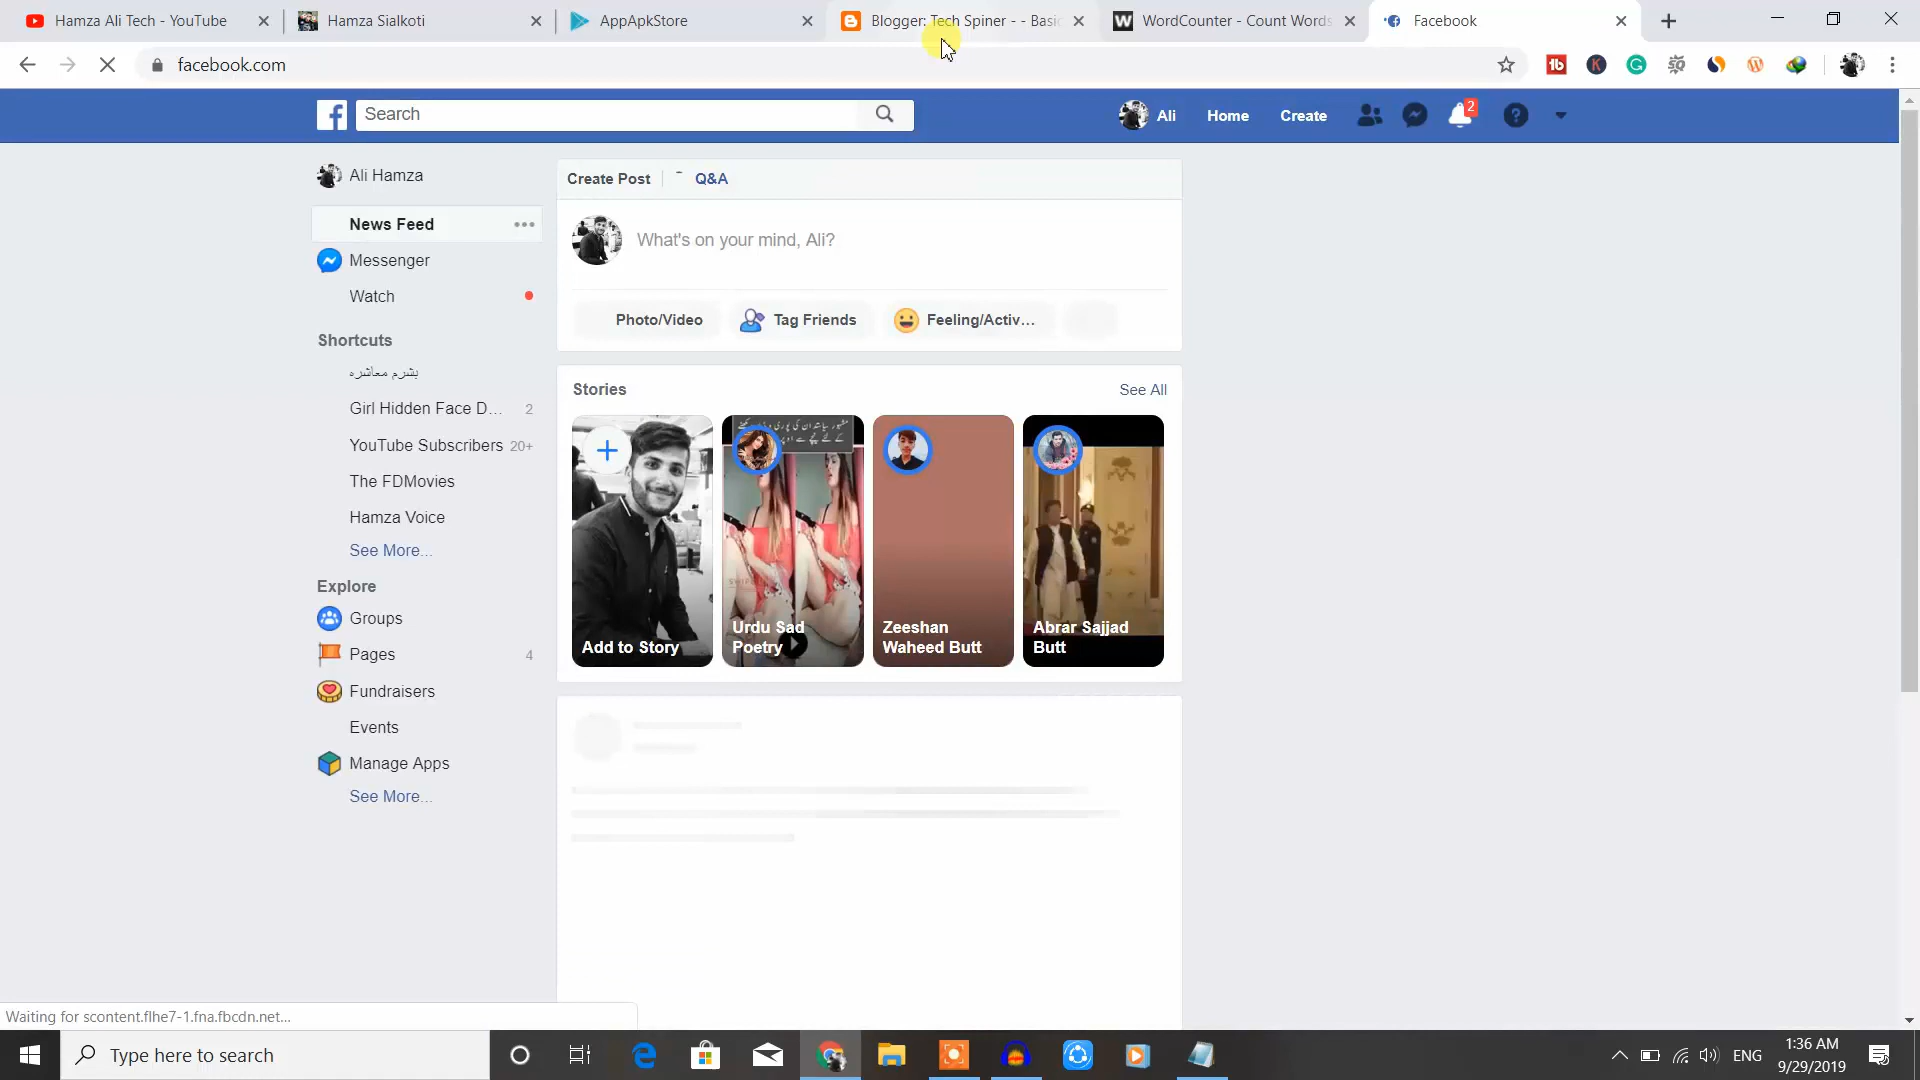 Hamza Ali Tech - YouTube
Hamza Sialkoti
AppApkStore
Blogger: Tech Spiner - - Basic
WordCounter - Count Words
Facebook
facebook.com
Search
Ali
Home
Create
2
Ali Hamza
News Feed
Messenger
Watch
Shortcuts
بشرم معاشرہ
Girl Hidden Face D... 2
YouTube Subscribers 20+
The FDMovies
Hamza Voice
See More...
Explore
Groups
Pages 4
Fundraisers
Events
Manage Apps
See More...
Create Post
Q&A
What's on your mind, Ali?
Photo/Video
Tag Friends
Feeling/Activ...
Stories
See All
Add to Story
Urdu Sad
Poetry
Zeeshan
Waheed Butt
Abrar Sajjad
Butt
Waiting for scontent.flhe7-1.fna.fbcdn.net...
Type here to search
ENG
1:36 AM
9/29/2019